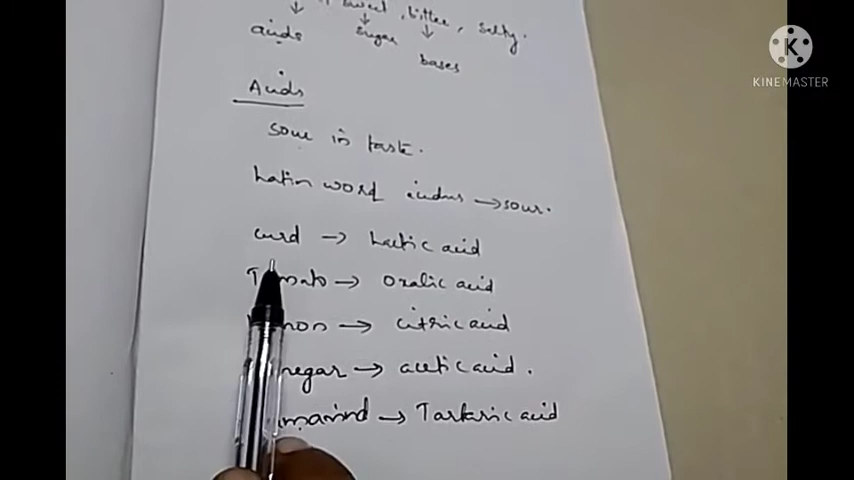 sweet, bitter, salty.
acids sugar
bases
Acids
sour in taste.
Latin word acidus → sour.
curd → Lactic acid
Tomato → Oxalic acid
→ citric acid
→ acetic acid.
→ Tartaric acid
K
KINEMASTER